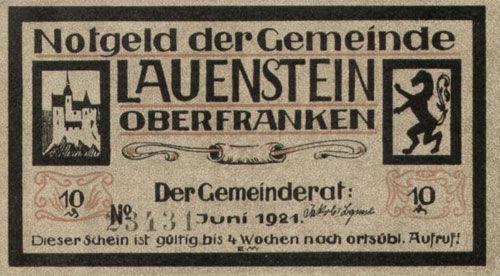 Notgeld der Gemeinde
LAUENSTEIN
OBERFRANKEN
Der Gemeinderat:
10 10
No 23431 Juni 1921.
Dieser Schein ist gültig bis 4 Wochen nach ortsübl. Aufruf!
E.M.